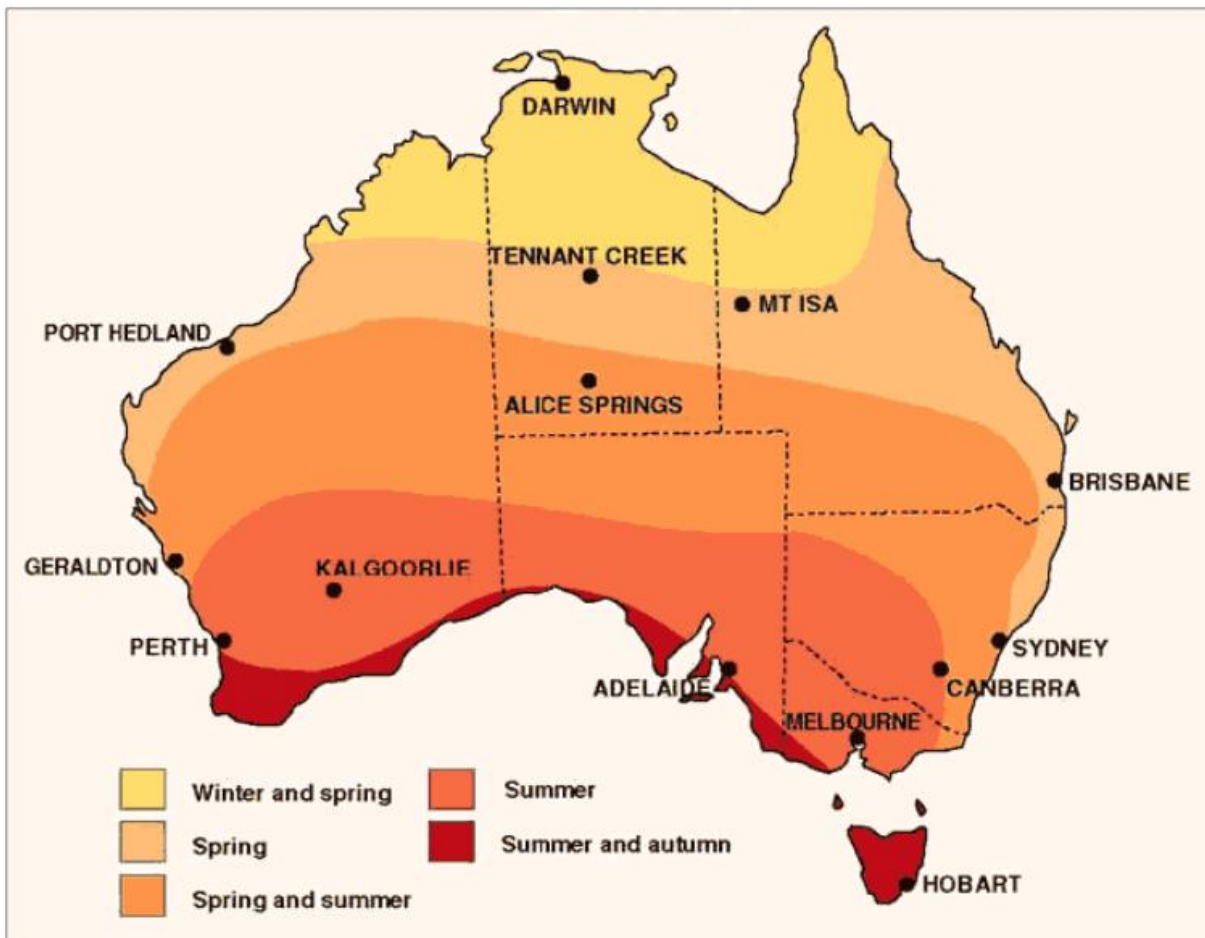 DARWIN
TENNANT CREEK
MT ISA
PORT HEDLAND
ALICE SPRINGS
BRISBANE
GERALDTON
KALGOORLIE
PERTH
SYDNEY
ADELAIDE
CANBERRA
MELBOURNE
Winter and spring
Summer
Spring
Summer and autumn
Spring and summer
HOBART